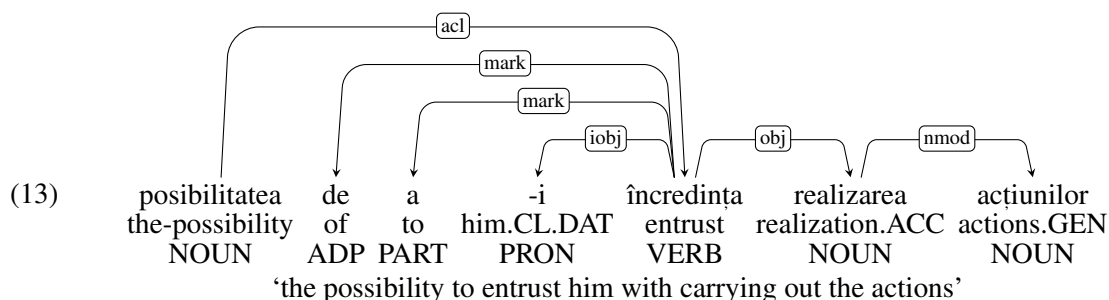 acl
mark
mark
iobj obj nmod
(13) posibilitatea de a -i încredința realizarea acțiunilor
the-possibility of to him.CL.DAT entrust realization.ACC actions.GEN
NOUN ADP PART PRON VERB NOUN NOUN
‘the possibility to entrust him with carrying out the actions’